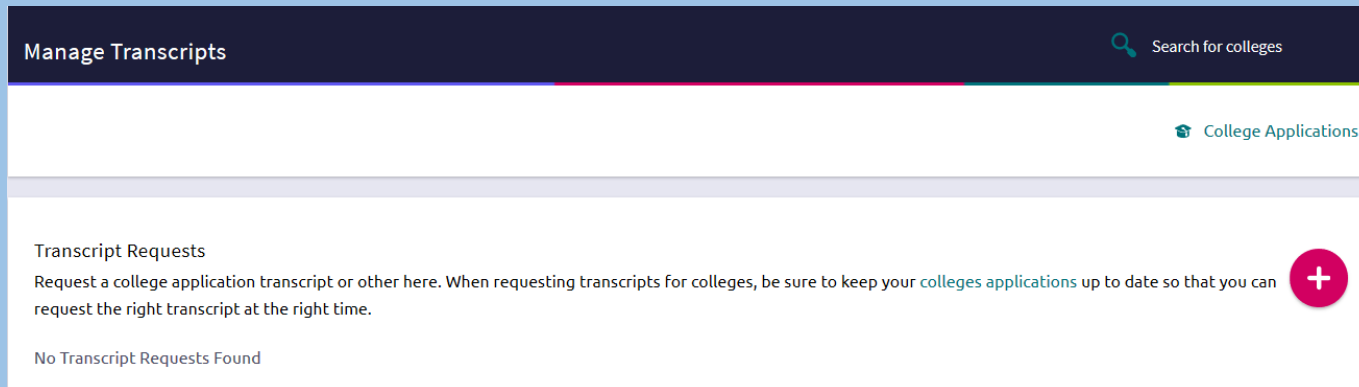 Manage Transcripts
Search for colleges
College Applications
Transcript Requests
Request a college application transcript or other here. When requesting transcripts for colleges, be sure to keep your colleges applications up to date so that you can
request the right transcript at the right time.
No Transcript Requests Found